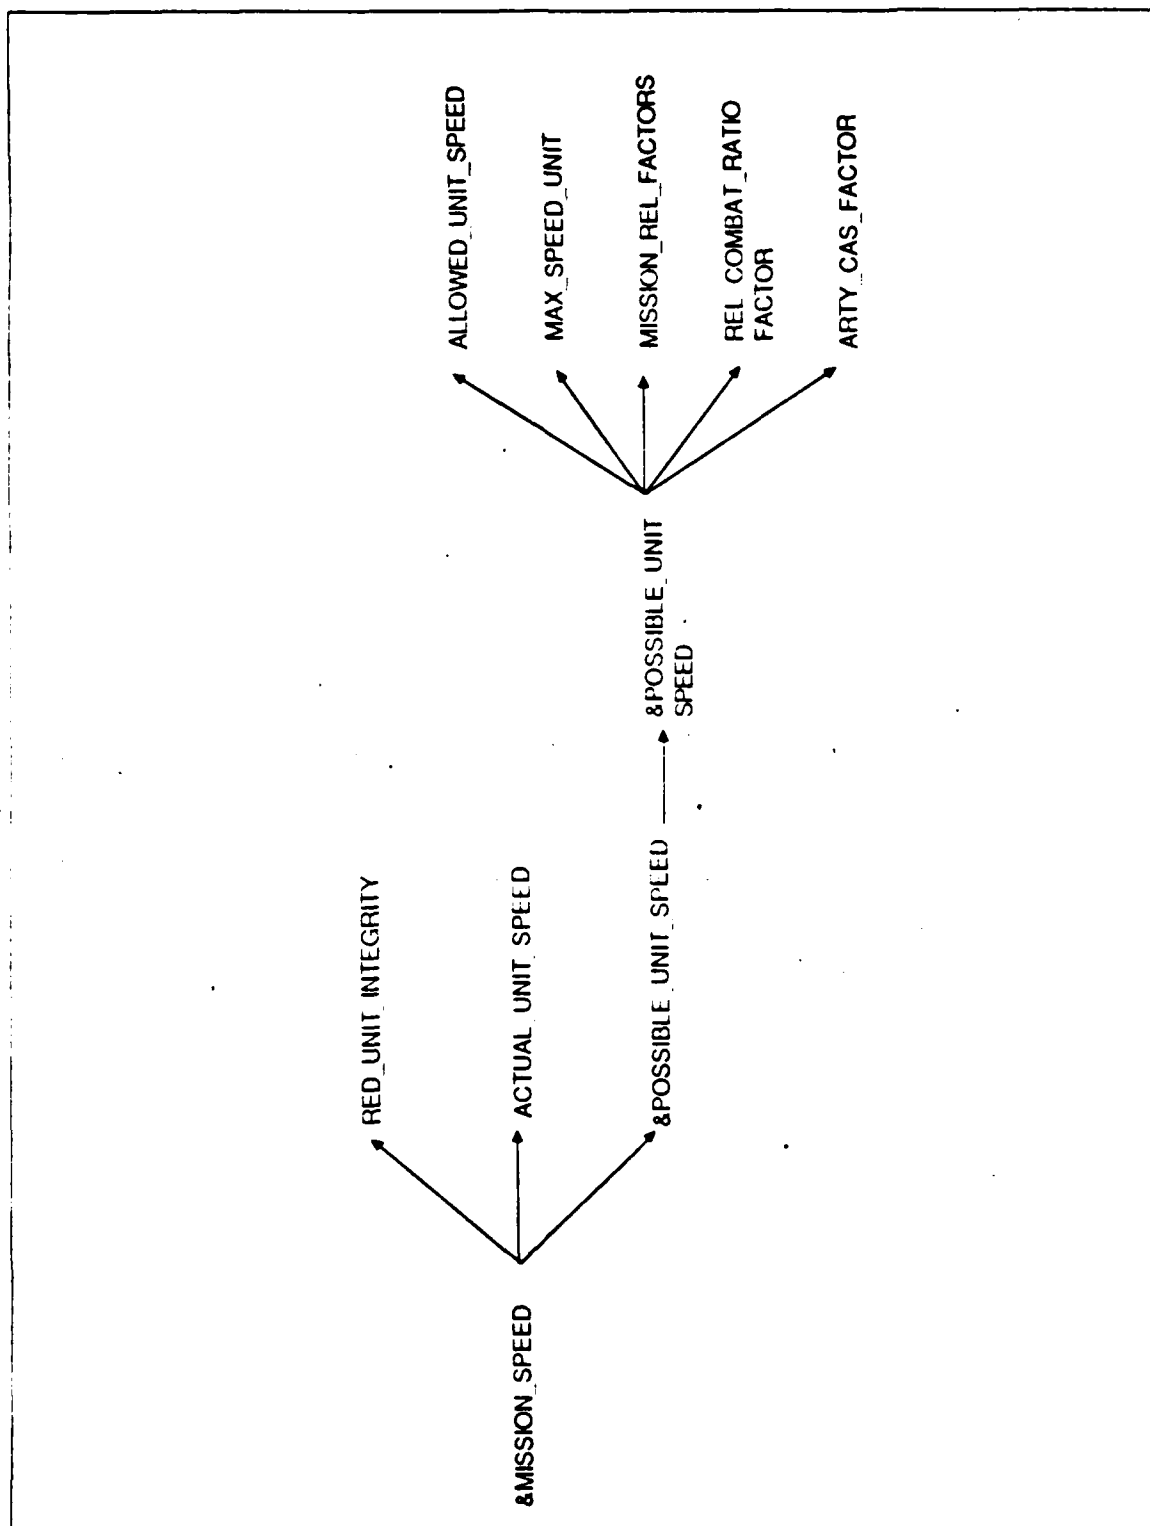 &MISSION_SPEED
RED_UNIT_INTEGRITY
ACTUAL_UNIT_SPEED
&POSSIBLE_UNIT_SPEED
&POSSIBLE_UNIT
SPEED
ALLOWED_UNIT_SPEED
MAX_SPEED_UNIT
MISSION_REL_FACTORS
REL_COMBAT_RATIO
FACTOR
ARTY_CAS_FACTOR